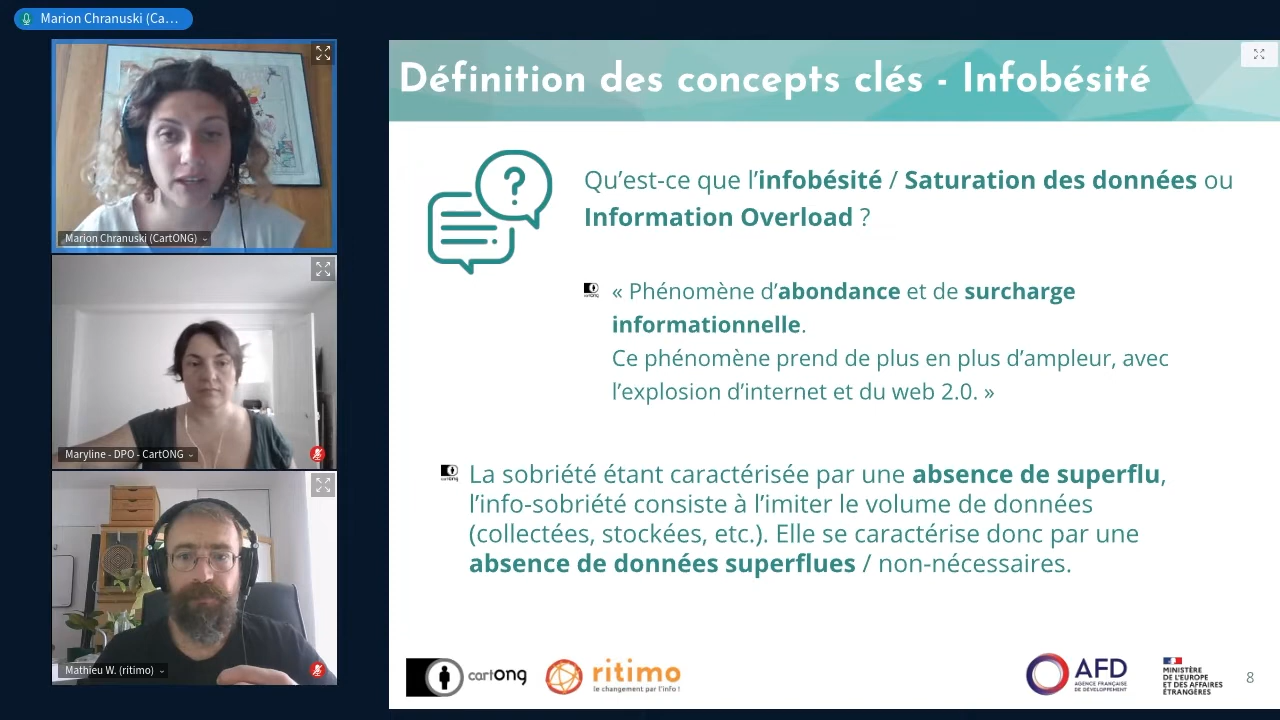 Marion Chranuski (Ca...
Marion Chranuski (CartONG)
Maryline - DPO - CartONG
Mathieu W. (ritimo)
Définition des concepts clés - Infobésité
Qu'est-ce que l'infobésité / Saturation des données ou
Information Overload ?
« Phénomène d'abondance et de surcharge
informationnelle.
Ce phénomène prend de plus en plus d'ampleur, avec
l'explosion d'internet et du web 2.0. »
La sobriété étant caractérisée par une absence de superflu,
l'info-sobriété consiste à l'imiter le volume de données
(collectées, stockées, etc.). Elle se caractérise donc par une
absence de données superflues / non-nécessaires.
cartong
ritimo
le changement par l'info !
AFD
AGENCE FRANÇAISE
DE DÉVELOPPEMENT
MINISTÈRE
DE L'EUROPE
ET DES AFFAIRES
ÉTRANGÈRES
8